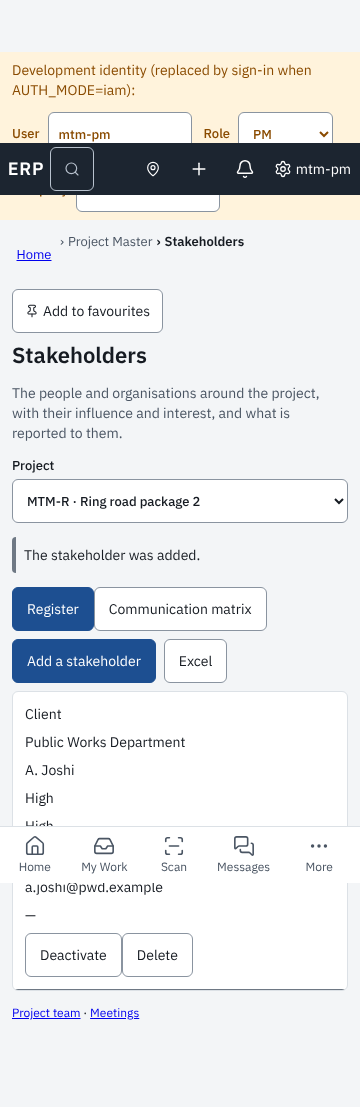 Development identity (replaced by sign-in when
AUTH_MODE=iam):
User mtm-pm Role PM
ERP mtm-pm
Home › Project Master › Stakeholders
Add to favourites
Stakeholders
The people and organisations around the project,
with their influence and interest, and what is
reported to them.
Project
MTM-R · Ring road package 2
The stakeholder was added.
Register Communication matrix
Add a stakeholder Excel
Client
Public Works Department
A. Joshi
High
High
Home My Work Scan Messages More
a.joshi@pwd.example
—
Deactivate Delete
Project team · Meetings